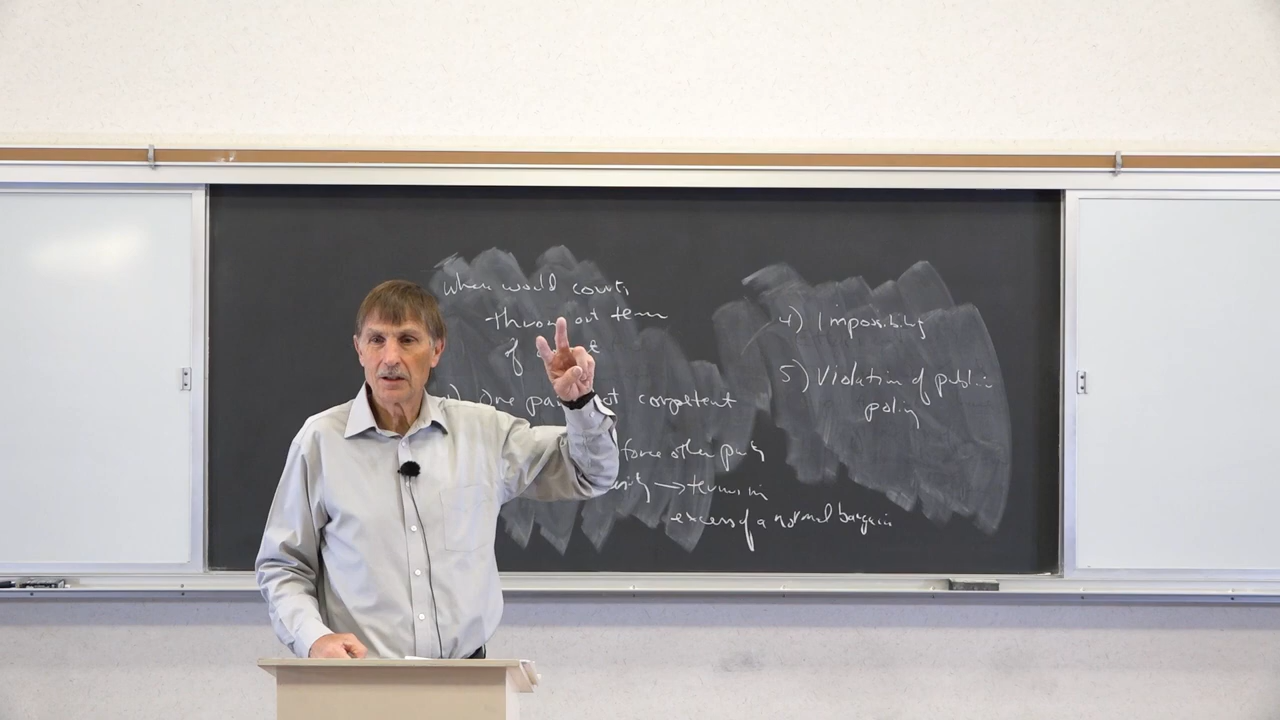 When would courts
throw out term
of
One par not competent
force other party
→ terms in
excess of a normal bargain
4) Impossibility
5) Violation of public
policy